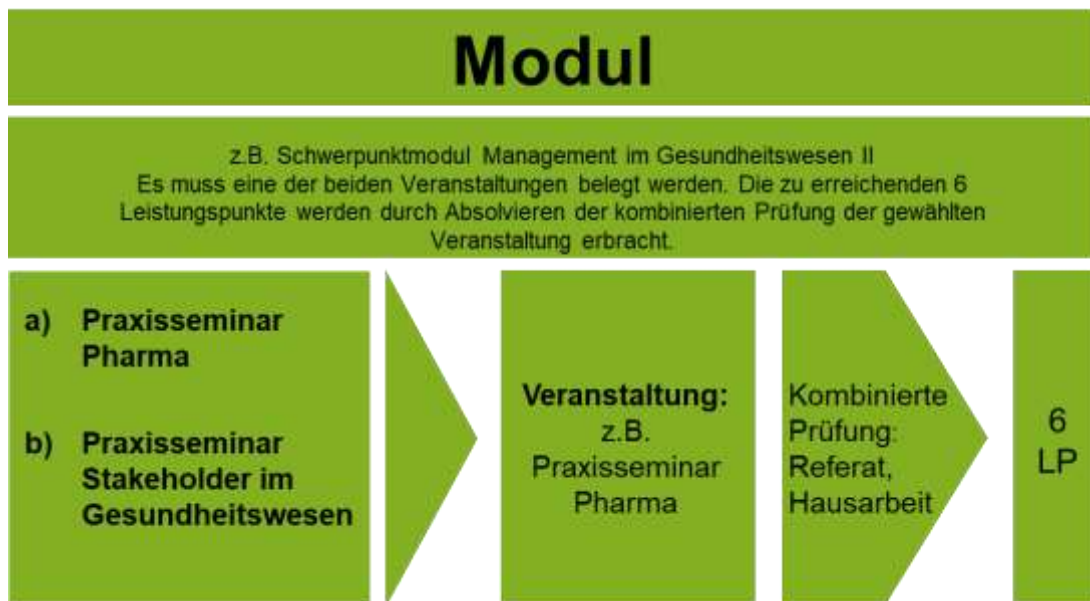 Modul
z.B. Schwerpunktmodul Management im Gesundheitswesen II
Es muss eine der beiden Veranstaltungen belegt werden. Die zu erreichenden 6
Leistungspunkte werden durch Absolvieren der kombinierten Prüfung der gewählten
Veranstaltung erbracht.
a) Praxisseminar
Pharma
b) Praxisseminar
Stakeholder im
Gesundheitswesen
Veranstaltung:
z.B.
Praxisseminar
Pharma
Kombinierte
Prüfung:
Referat,
Hausarbeit
6
LP